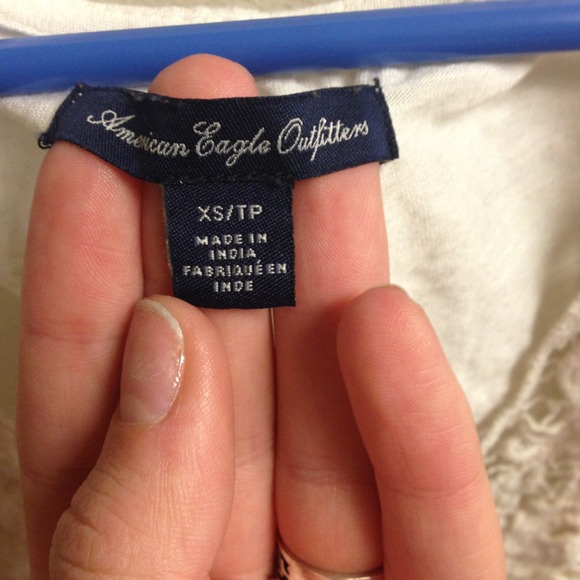 American Eagle Outfitters
XS/TP
MADE IN
INDIA
FABRIQUÉ EN
INDE